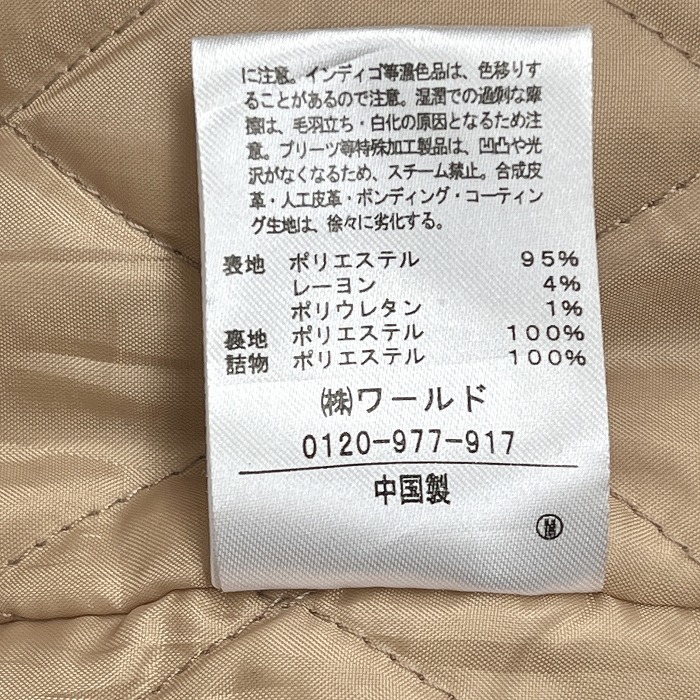 に注意。インディゴ等濃色品は、色移りす
ることがあるので注意。湿潤での過剰な摩
擦は、毛羽立ち・白化の原因となるため注
意。プリーツ等特殊加工製品は、凹凸や光
沢がなくなるため、スチーム禁止。合成皮
革・人工皮革・ボンディング・コーティン
グ生地は、徐々に劣化する。
表地 ポリエステル 95%
レーヨン 4%
ポリウレタン 1%
裏地 ポリエステル 100%
詰物 ポリエステル 100%
㈱ワールド
0120-977-917
中国製